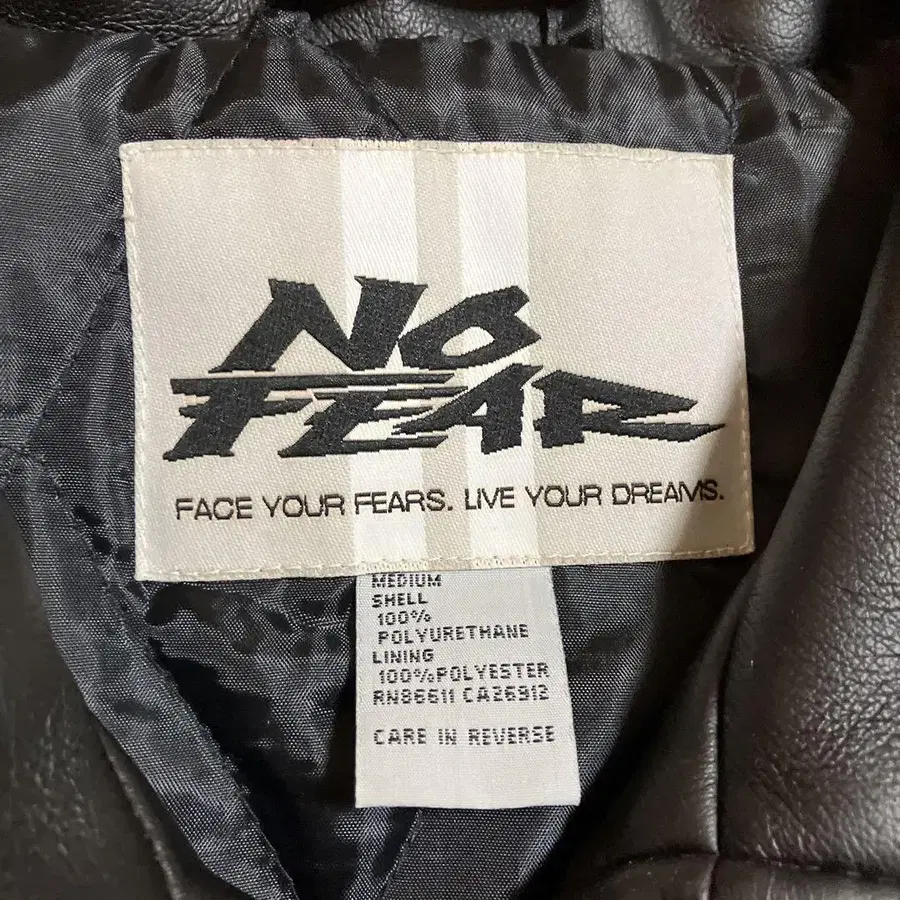 NO
FEAR
FACE YOUR FEARS. LIVE YOUR DREAMS.
MEDIUM
SHELL
100%
POLYURETHANE
LINING
100%POLYESTER
RN86611 CA26912
CARE IN REVERSE